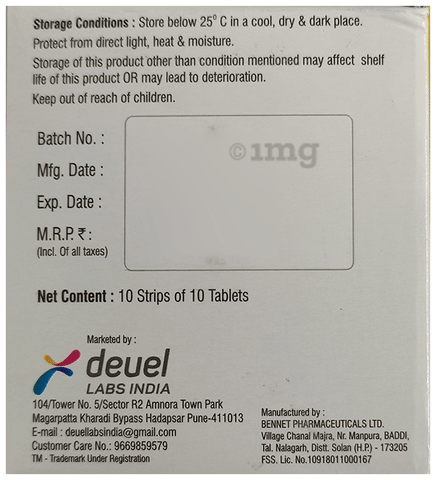 Storage Conditions : Store below 25° C in a cool, dry & dark place.
Protect from direct light, heat & moisture.
Storage of this product other than condition mentioned may affect shelf
life of this product OR may lead to deterioration.
Keep out of reach of children.
Batch No. :
Mfg. Date :
Exp. Date :
M.R.P. ₹ :
(Incl. Of all taxes)
©1mg
Net Content : 10 Strips of 10 Tablets
Marketed by :
deuel
LABS INDIA
104/Tower No. 5/Sector R2 Amnora Town Park
Magarpatta Kharadi Bypass Hadapsar Pune-411013
E-mail : deuellabsindia@gmail.com
Customer Care No.: 9669859579
TM - Trademark Under Registration
Manufactured by :
BENNET PHARMACEUTICALS LTD.
Village Chanal Majra, Nr. Manpura, BADDI,
Tal. Nalagarh, Distt. Solan (H.P.) - 173205
FSS. Lic. No.10918011000167